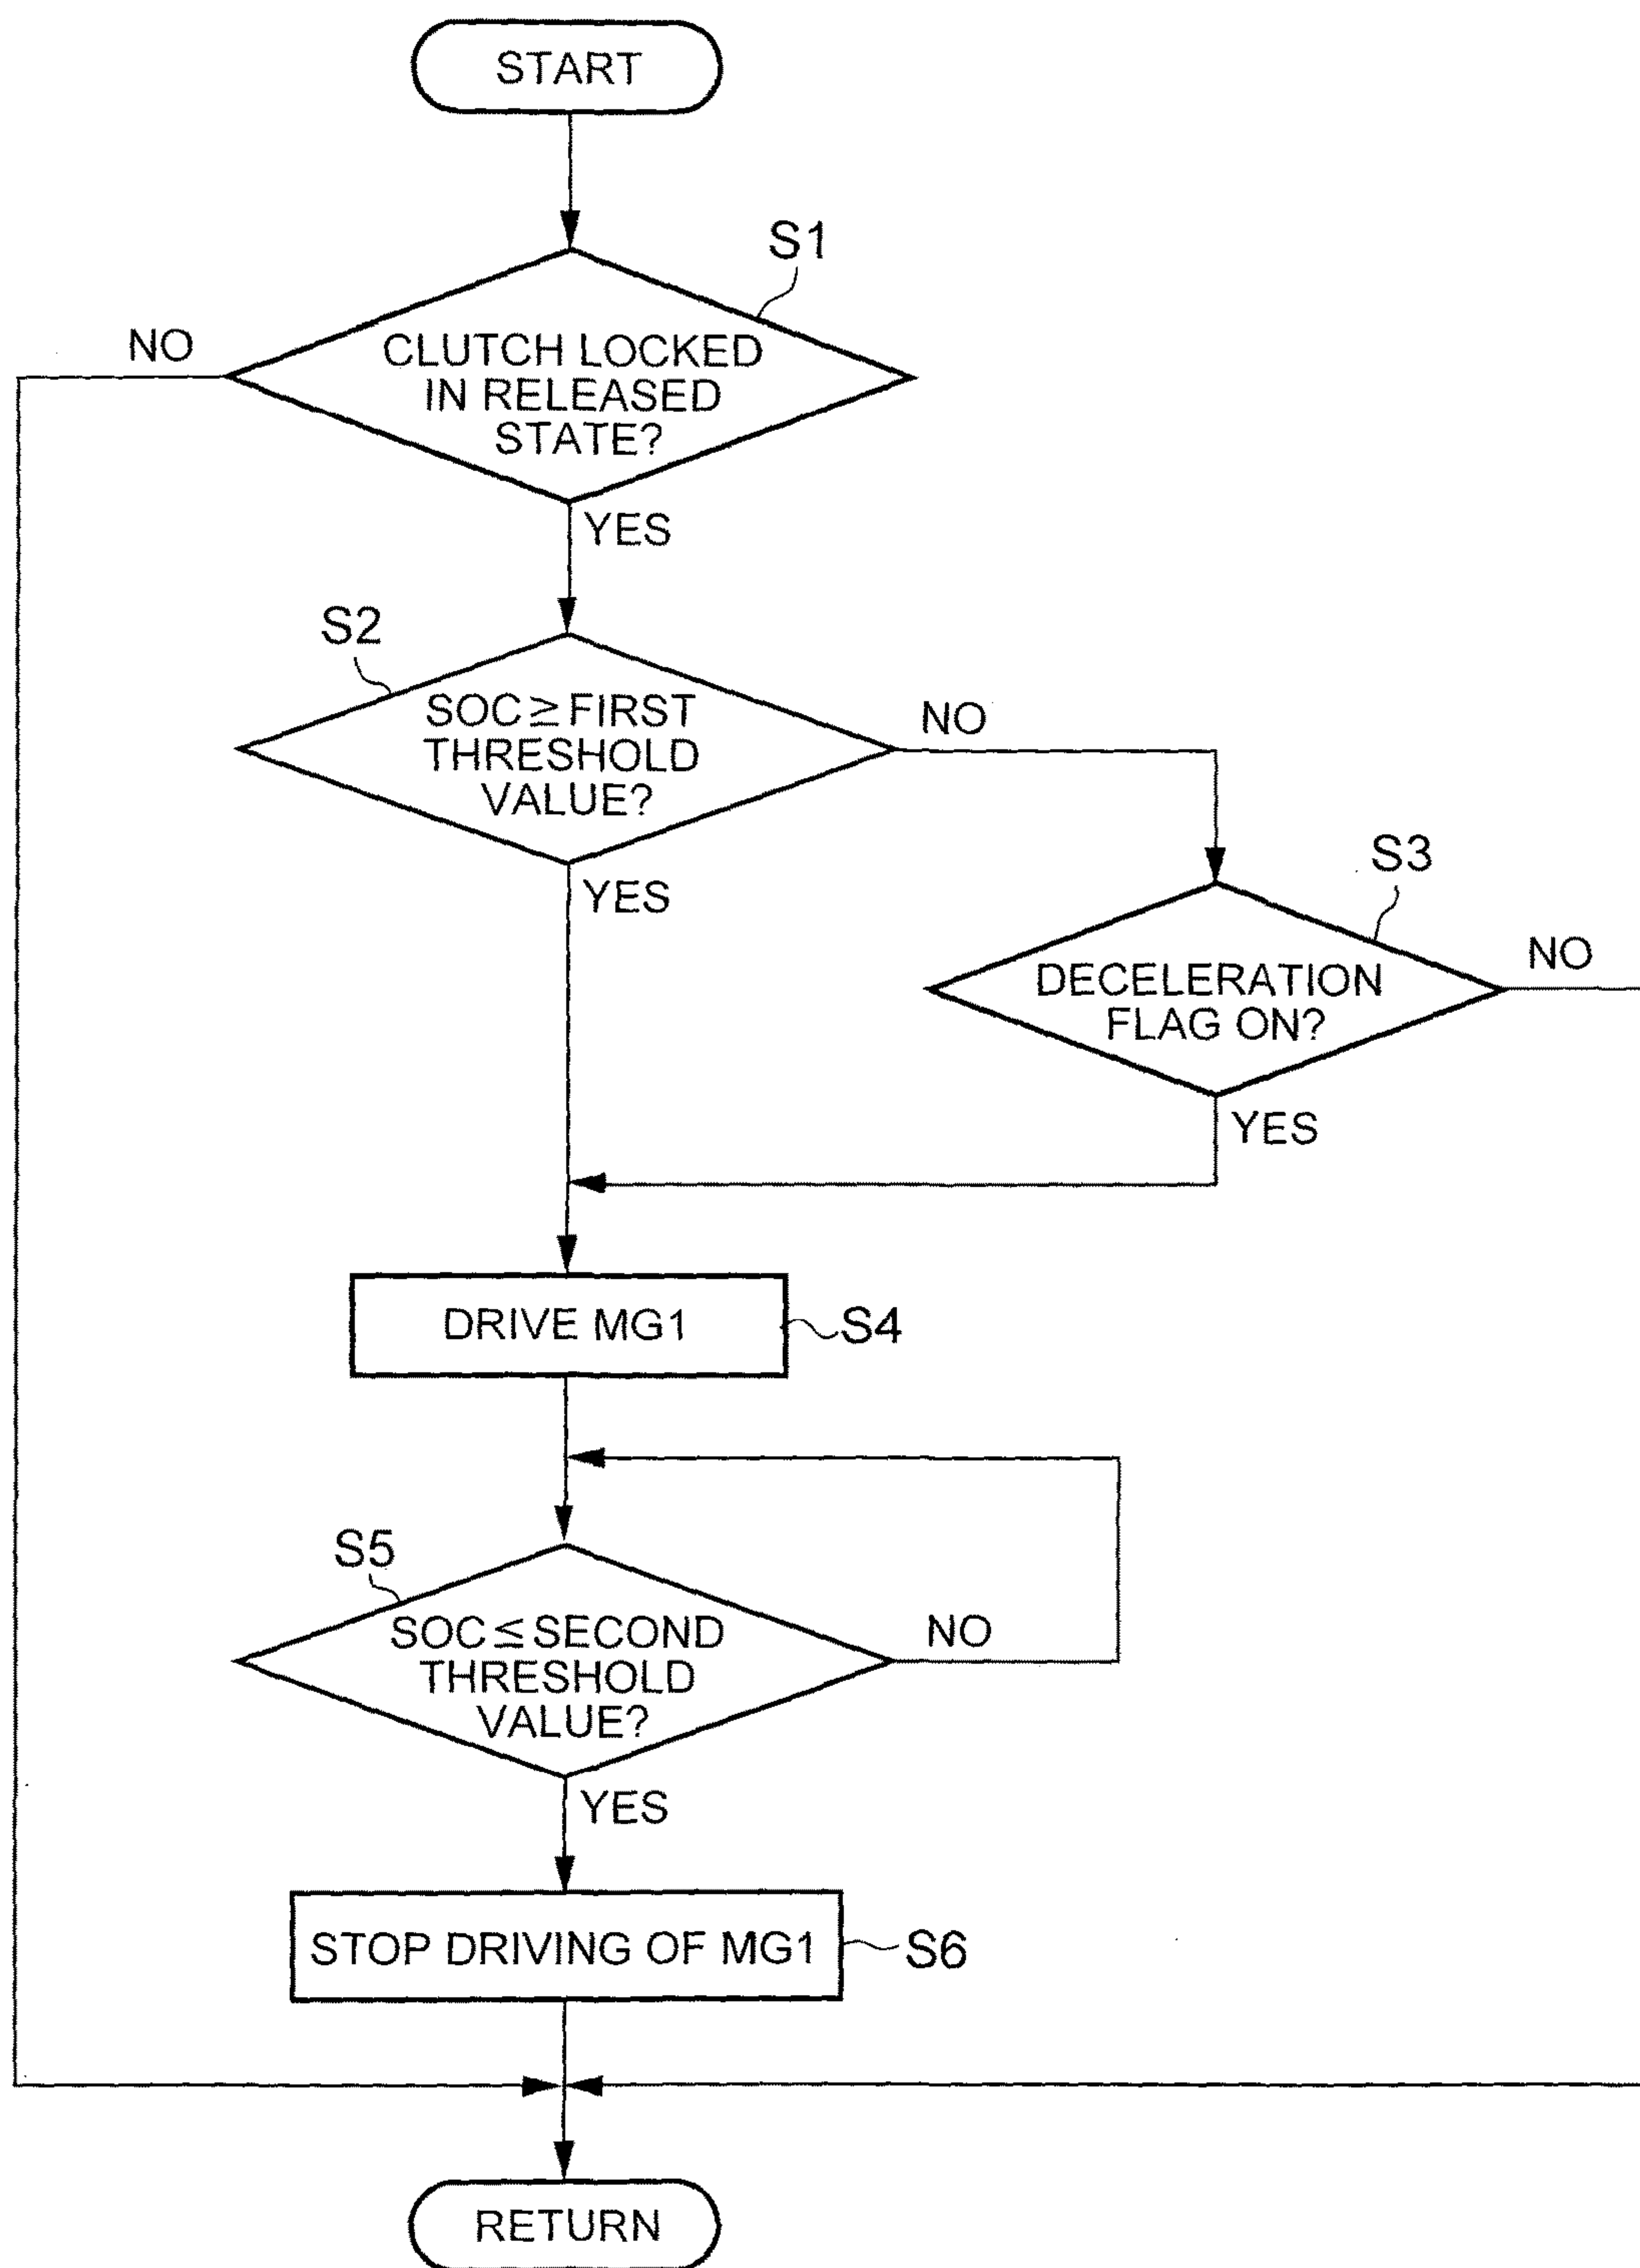 START
S1
NO
CLUTCH LOCKED
IN RELEASED
STATE?
YES
S2
SOC≧FIRST
THRESHOLD
VALUE?
NO
YES
S3
DECELERATION
FLAG ON?
NO
YES
DRIVE MG1
S4
S5
SOC≦SECOND
THRESHOLD
VALUE?
NO
YES
STOP DRIVING OF MG1
S6
RETURN